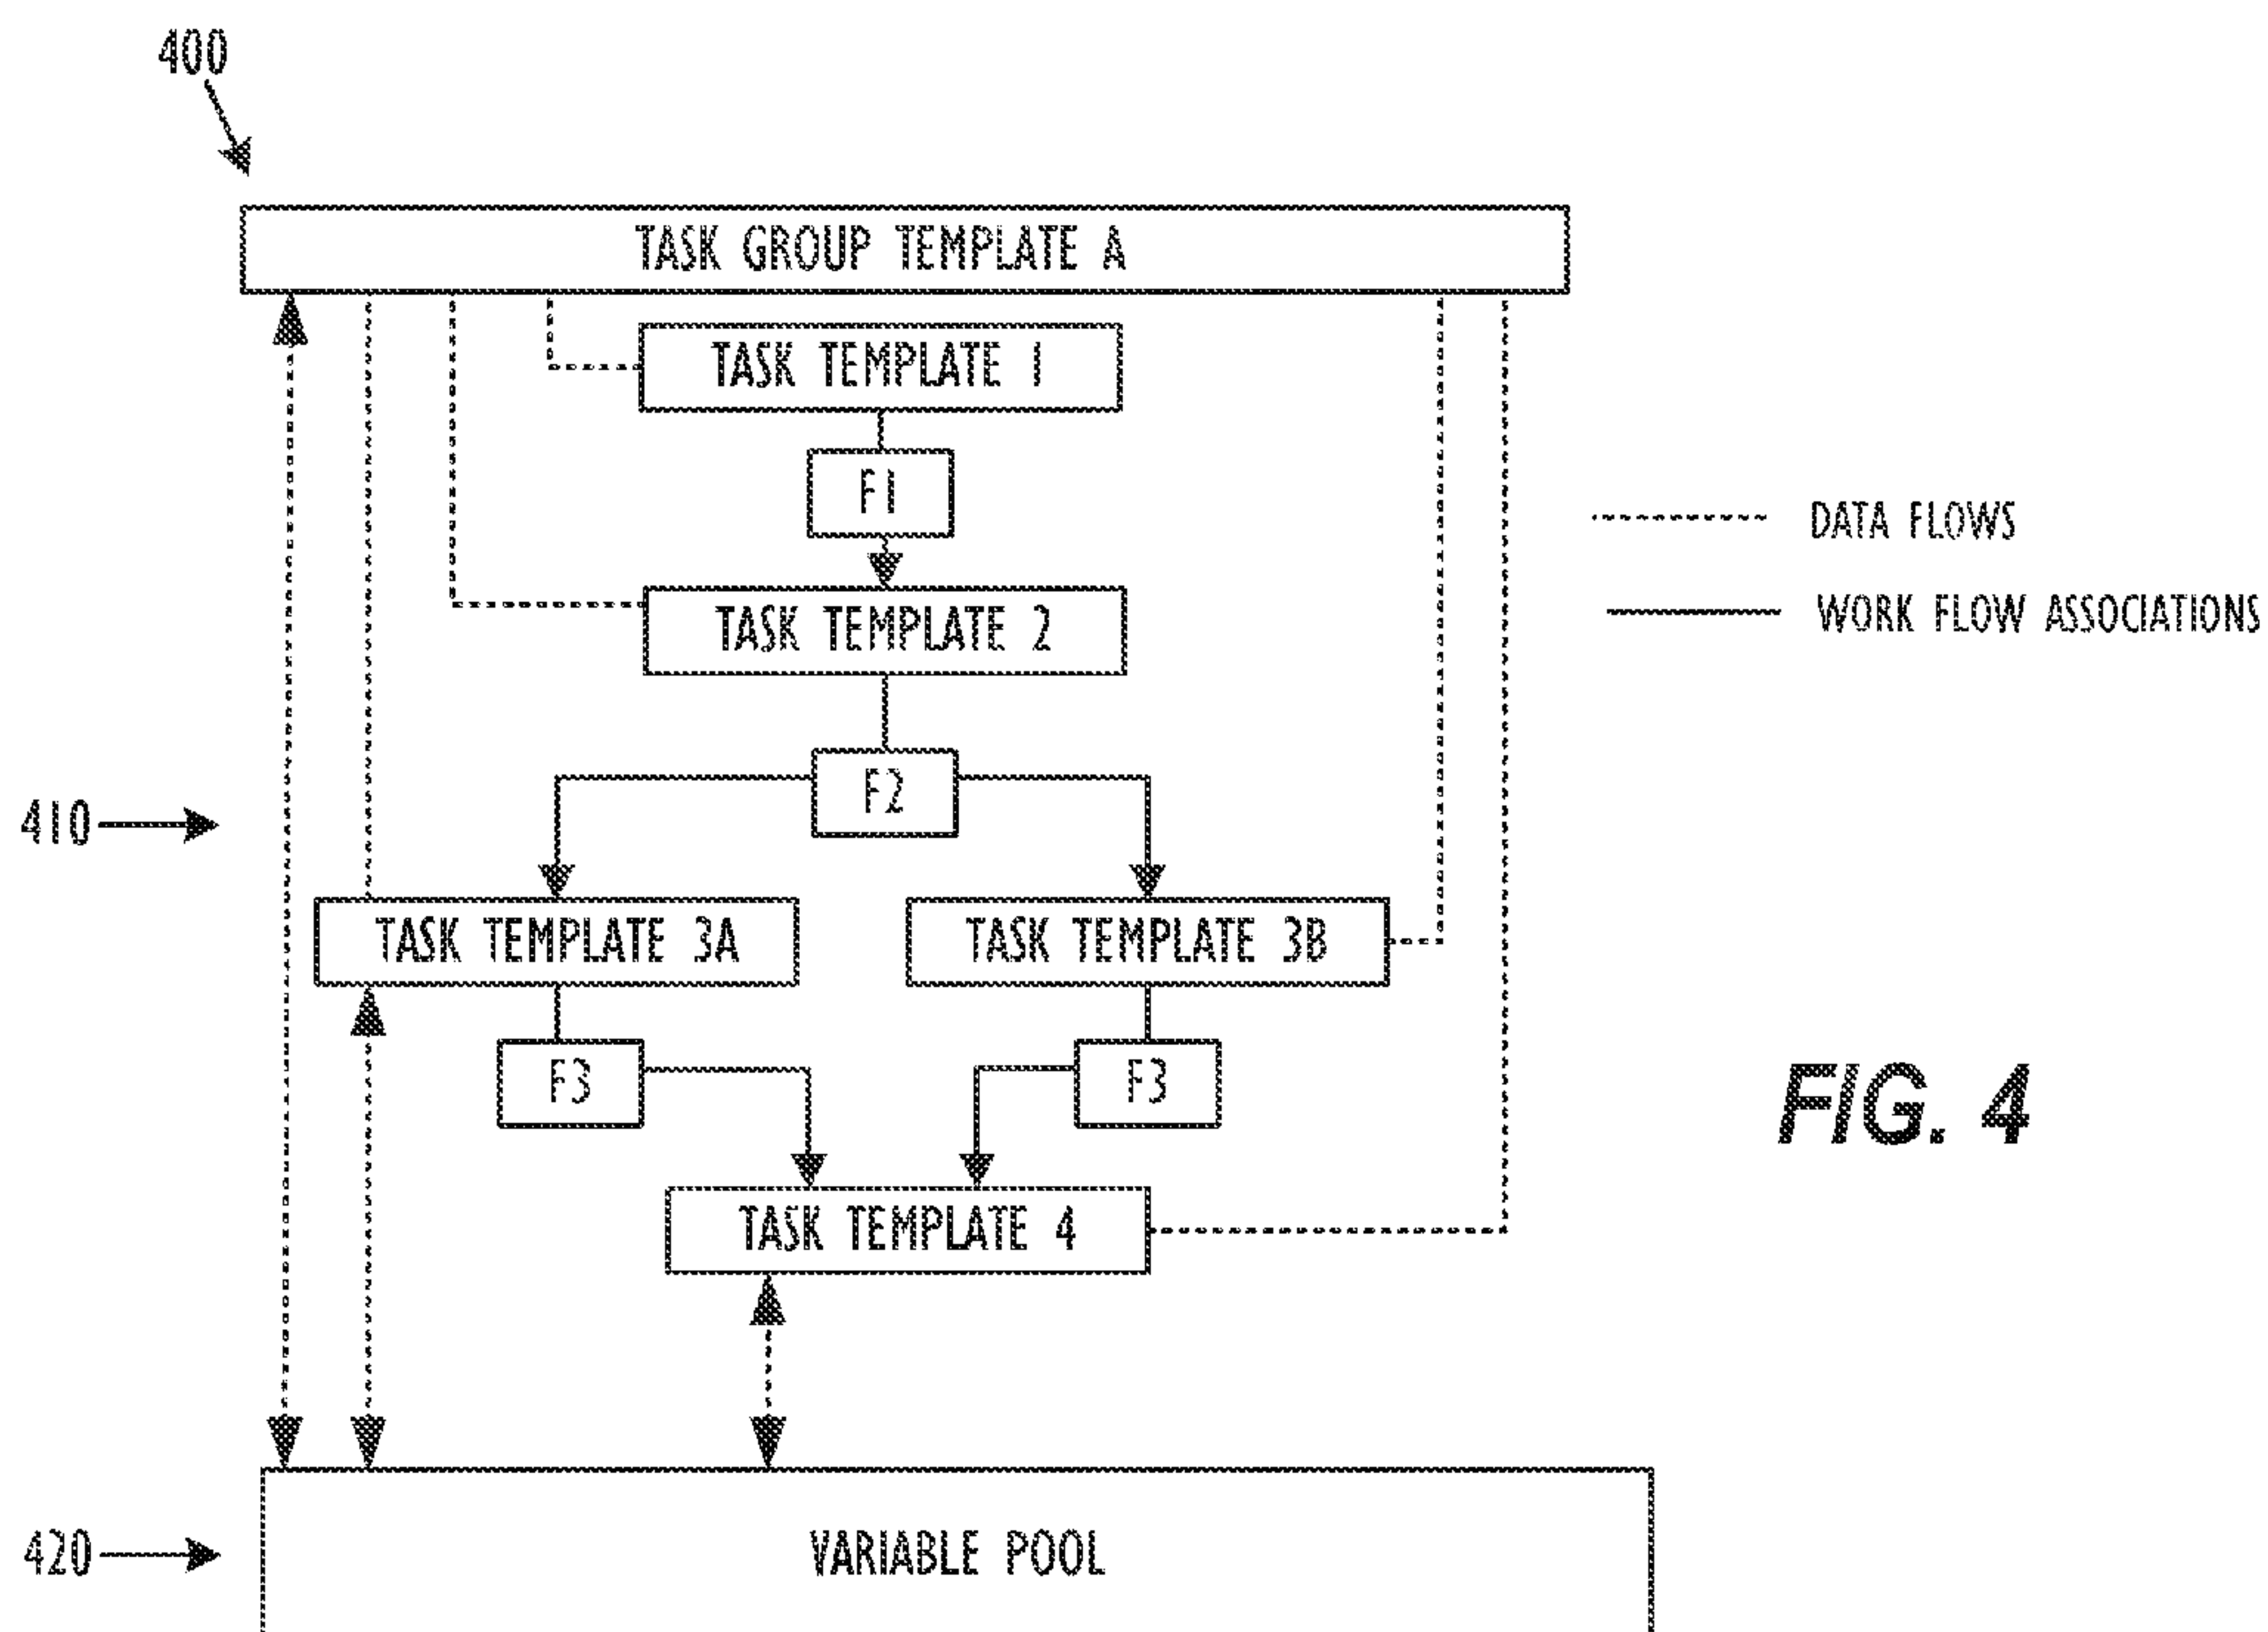 400
TASK GROUP TEMPLATE A
TASK TEMPLATE 1
F1
DATA FLOWS
TASK TEMPLATE 2
WORK FLOW ASSOCIATIONS
F2
410
TASK TEMPLATE 3A
TASK TEMPLATE 3B
F3
F3
FIG. 4
TASK TEMPLATE 4
420
VARIABLE POOL